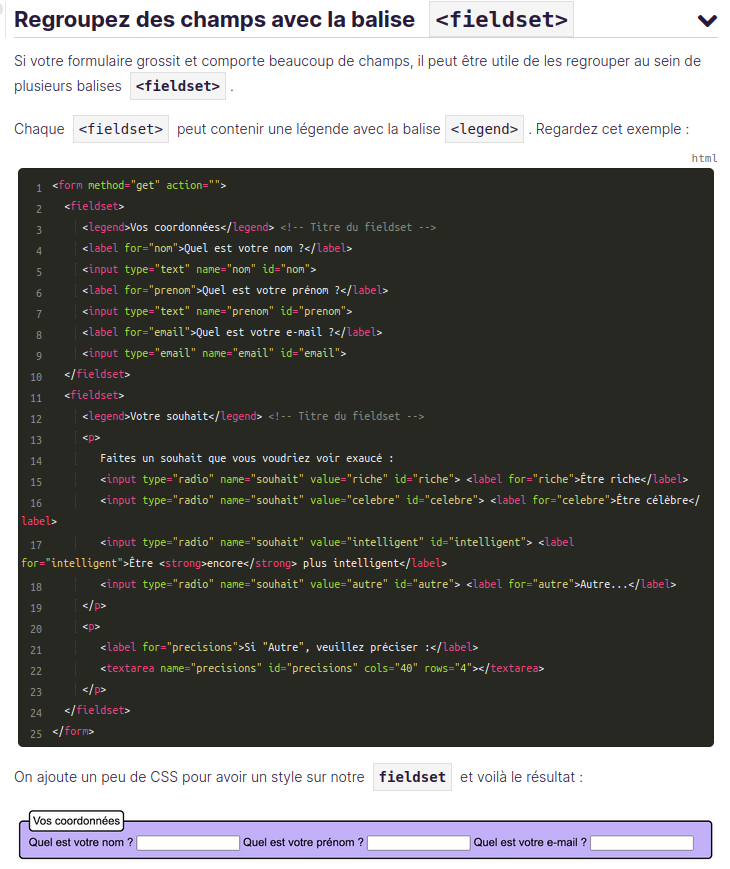 Regroupez des champs avec la balise <fieldset>
Si votre formulaire grossit et comporte beaucoup de champs, il peut être utile de les regrouper au sein de
plusieurs balises <fieldset> .
Chaque <fieldset> peut contenir une légende avec la balise <legend> . Regardez cet exemple :
html
1 <form method="get" action="">
2 <fieldset>
3 <legend>Vos coordonnées</legend> <!-- Titre du fieldset -->
4 <label for="nom">Quel est votre nom ?</label>
5 <input type="text" name="nom" id="nom">
6 <label for="prenom">Quel est votre prénom ?</label>
7 <input type="text" name="prenom" id="prenom">
8 <label for="email">Quel est votre e-mail ?</label>
9 <input type="email" name="email" id="email">
10 </fieldset>
11 <fieldset>
12 <legend>Votre souhait</legend> <!-- Titre du fieldset -->
13 <p>
14 Faites un souhait que vous voudriez voir exaucé :
15 <input type="radio" name="souhait" value="riche" id="riche"> <label for="riche">Être riche</label>
16 <input type="radio" name="souhait" value="celebre" id="celebre"> <label for="celebre">Être célèbre</
label>
17 <input type="radio" name="souhait" value="intelligent" id="intelligent"> <label
for="intelligent">Être <strong>encore</strong> plus intelligent</label>
18 <input type="radio" name="souhait" value="autre" id="autre"> <label for="autre">Autre...</label>
19 </p>
20 <p>
21 <label for="precisions">Si "Autre", veuillez préciser :</label>
22 <textarea name="precisions" id="precisions" cols="40" rows="4"></textarea>
23 </p>
24 </fieldset>
25 </form>
On ajoute un peu de CSS pour avoir un style sur notre fieldset et voilà le résultat :
Vos coordonnées
Quel est votre nom ? Quel est votre prénom ? Quel est votre e-mail ?